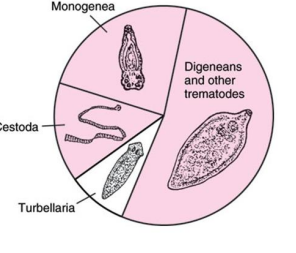 Monogenea
Digeneans
and other
trematodes
Cestoda
Turbellaria